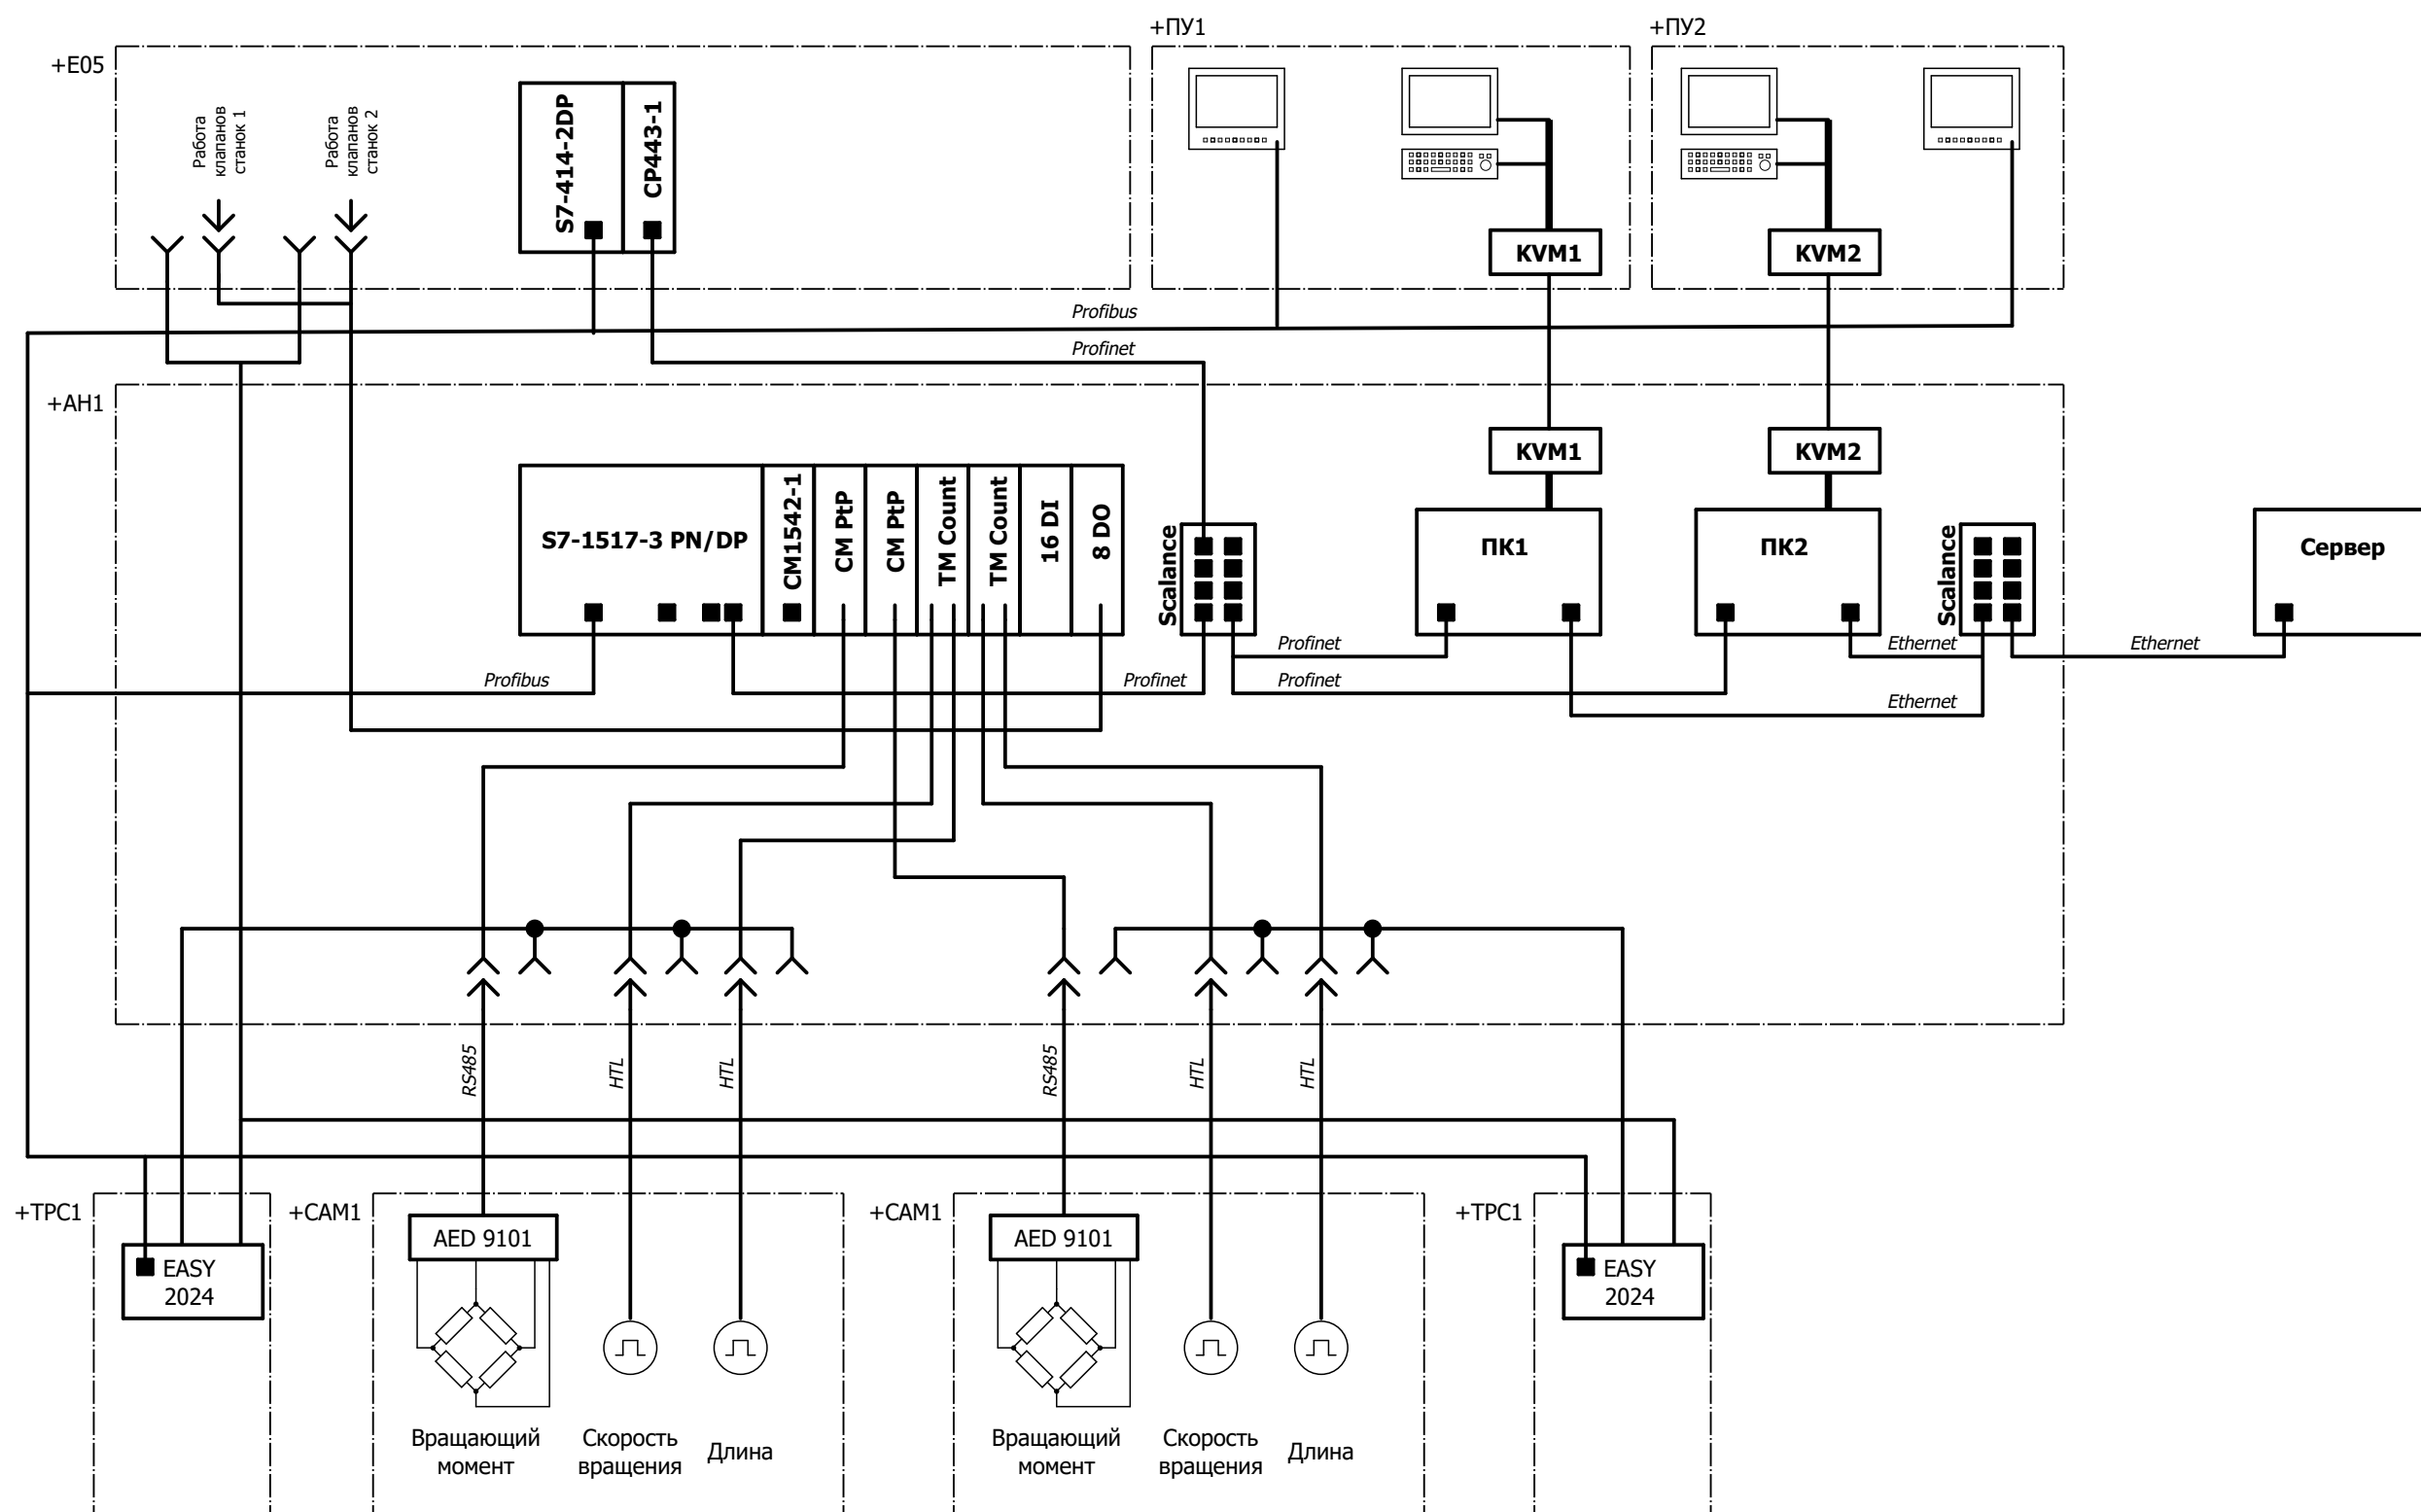 +ПУ1
+ПУ2
+E05
Работа
клапанов
станок 1
Работа
клапанов
станок 2
S7-414-2DP
CP443-1
KVM1
KVM2
Profibus
Profinet
+AH1
KVM1
KVM2
S7-1517-3 PN/DP
CM1542-1
CM PtP
CM PtP
TM Count
TM Count
16 DI
8 DO
Scalance
ПК1
ПК2
Scalance
Сервер
Profinet
Ethernet
Ethernet
Profibus
Profinet
Profinet
Ethernet
RS485
HTL
HTL
RS485
HTL
HTL
+TPC1
+CAM1
+CAM1
+TPC1
AED 9101
AED 9101
EASY
2024
EASY
2024
Вращающий
момент
Скорость
вращения
Длина
Вращающий
момент
Скорость
вращения
Длина